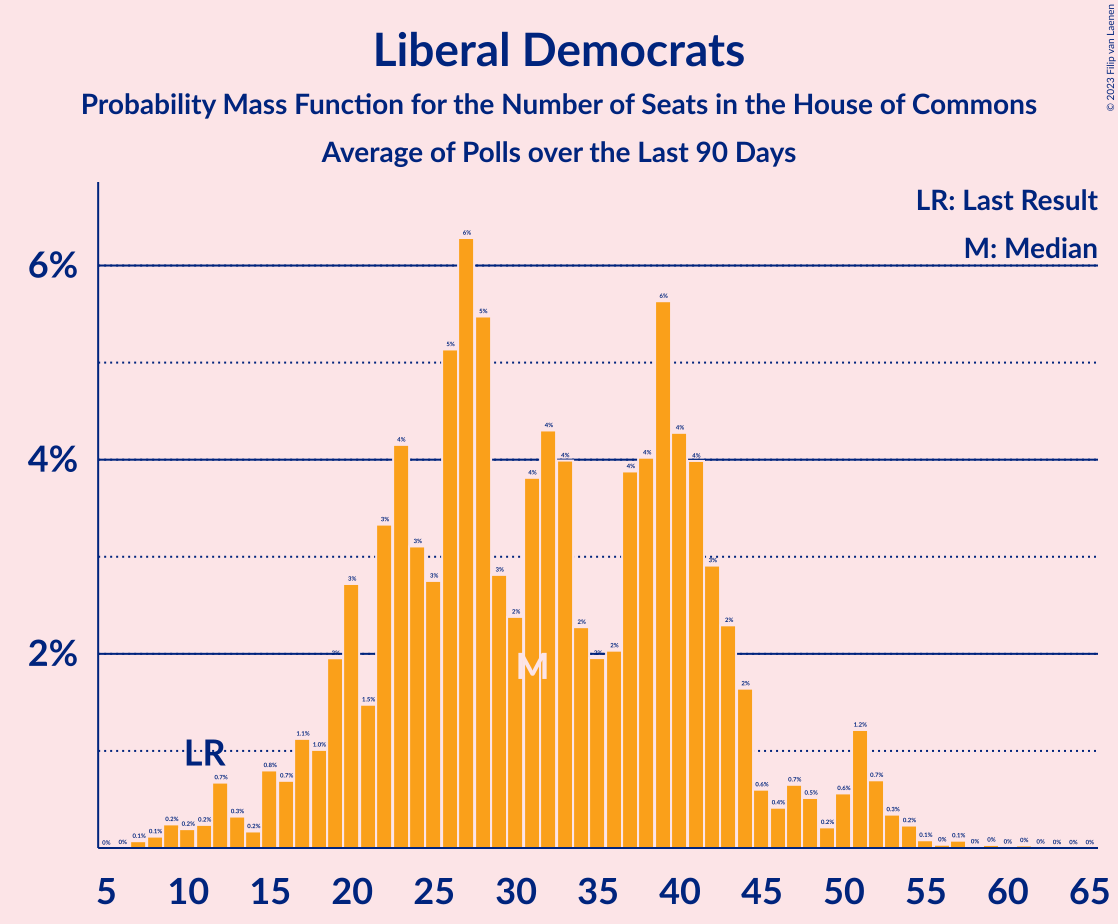 Liberal Democrats
Probability Mass Function for the Number of Seats in the House of Commons
Average of Polls over the Last 90 Days
© 2023 Filip van Laenen
LR: Last Result
M: Median
6%
4%
2%
0% 0% 0.1% 0.1% 0.2% 0.2% 0.2% 0.7% 0.3% 0.2% 0.8% 0.7% 1.1% 1.0% 2% 3% 1.5% 3% 4% 3% 3% 5% 6% 5% 3% 2% 4% 4% 4% 2% 2% 2% 4% 4% 6% 4% 4% 3% 2% 2% 0.6% 0.4% 0.7% 0.5% 0.2% 0.6% 1.2% 0.7% 0.3% 0.2% 0.1% 0% 0.1% 0% 0% 0% 0% 0% 0% 0% 0%
LR
M
5 10 15 20 25 30 35 40 45 50 55 60 65